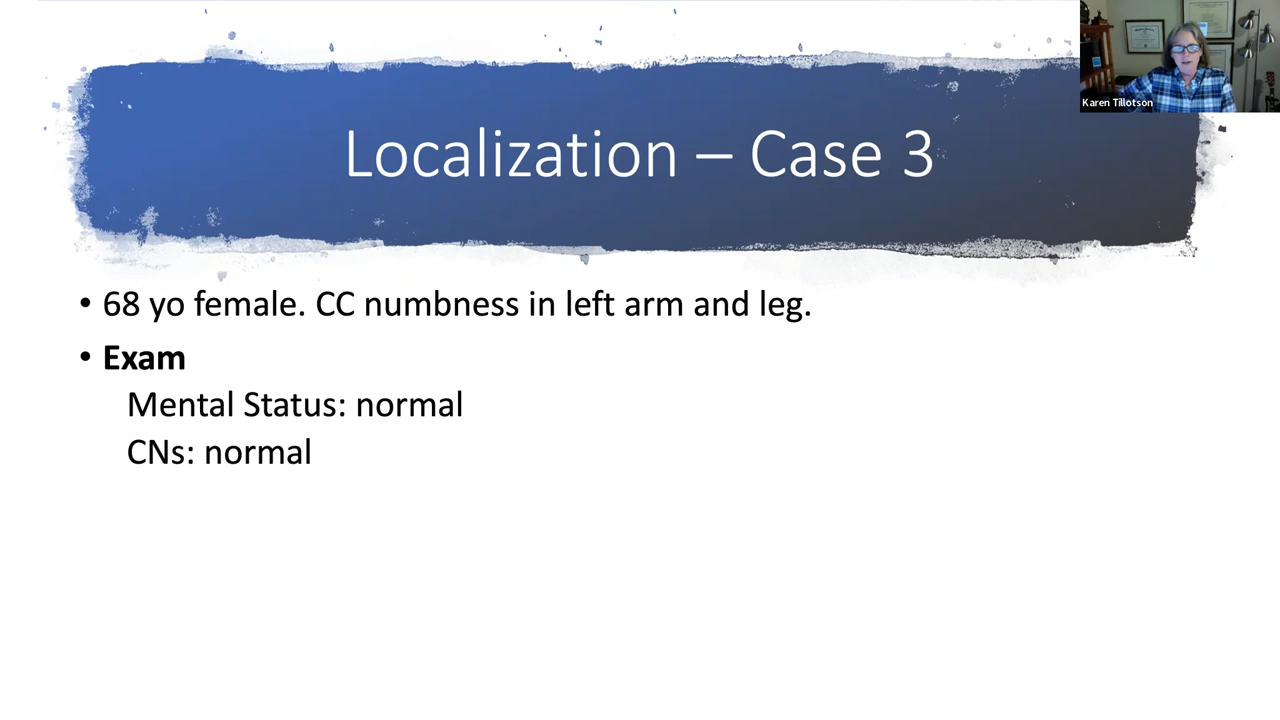 Karen Tillotson
Localization – Case 3
• 68 yo female. CC numbness in left arm and leg.
• Exam
Mental Status: normal
CNs: normal